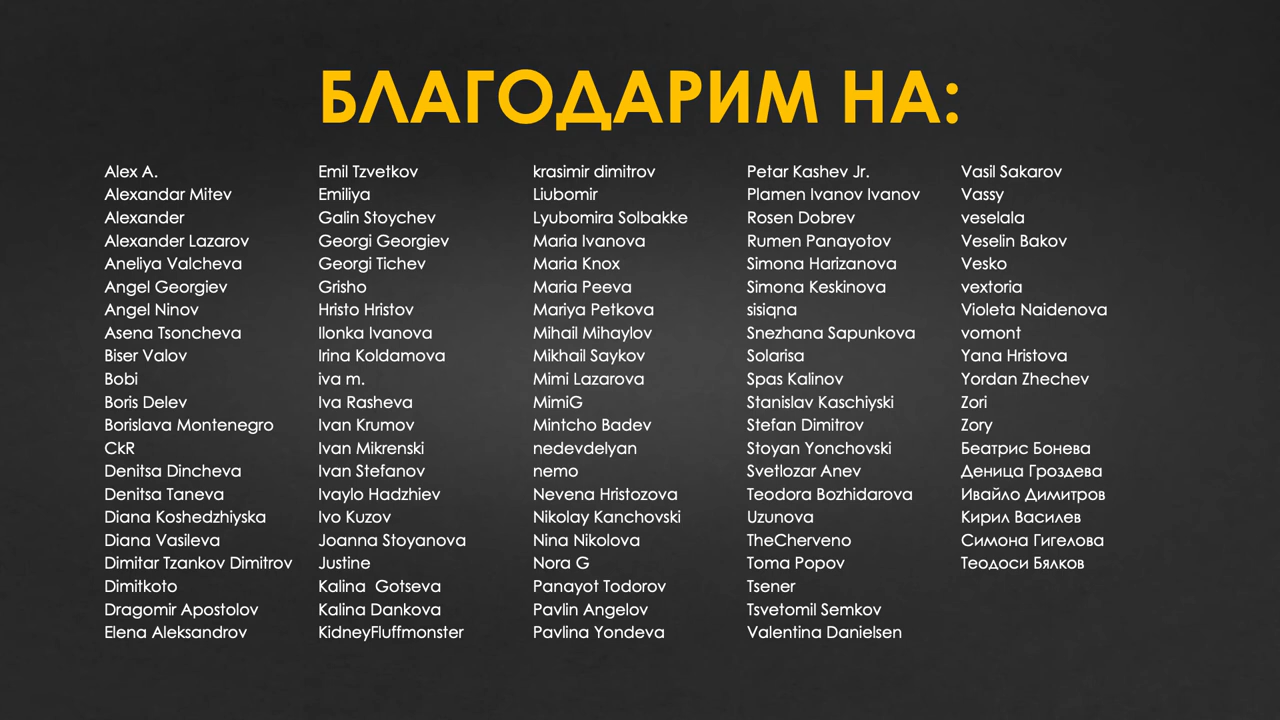 БЛАГОДАРИМ НА:
Alex A.
Alexandar Mitev
Alexander
Alexander Lazarov
Aneliya Valcheva
Angel Georgiev
Angel Ninov
Asena Tsoncheva
Biser Valov
Bobi
Boris Delev
Borislava Montenegro
CkR
Denitsa Dincheva
Denitsa Taneva
Diana Koshedzhiyska
Diana Vasileva
Dimitar Tzankov Dimitrov
Dimitkoto
Dragomir Apostolov
Elena Aleksandrov
Emil Tzvetkov
Emiliya
Galin Stoychev
Georgi Georgiev
Georgi Tichev
Grisho
Hristo Hristov
Ilonka Ivanova
Irina Koldamova
iva m.
Iva Rasheva
Ivan Krumov
Ivan Mikrenski
Ivan Stefanov
Ivaylo Hadzhiev
Ivo Kuzov
Joanna Stoyanova
Justine
Kalina  Gotseva
Kalina Dankova
KidneyFluffmonster
krasimir dimitrov
Liubomir
Lyubomira Solbakke
Maria Ivanova
Maria Knox
Maria Peeva
Mariya Petkova
Mihail Mihaylov
Mikhail Saykov
Mimi Lazarova
MimiG
Mintcho Badev
nedevdelyan
nemo
Nevena Hristozova
Nikolay Kanchovski
Nina Nikolova
Nora G
Panayot Todorov
Pavlin Angelov
Pavlina Yondeva
Petar Kashev Jr.
Plamen Ivanov Ivanov
Rosen Dobrev
Rumen Panayotov
Simona Harizanova
Simona Keskinova
sisiqna
Snezhana Sapunkova
Solarisa
Spas Kalinov
Stanislav Kaschiyski
Stefan Dimitrov
Stoyan Yonchovski
Svetlozar Anev
Teodora Bozhidarova
Uzunova
TheCherveno
Toma Popov
Tsener
Tsvetomil Semkov
Valentina Danielsen
Vasil Sakarov
Vassy
veselala
Veselin Bakov
Vesko
vextoria
Violeta Naidenova
vomont
Yana Hristova
Yordan Zhechev
Zori
Zory
Беатрис Бонева
Деница Гроздева
Ивайло Димитров
Кирил Василев
Симона Гигелова
Теодоси Бялков